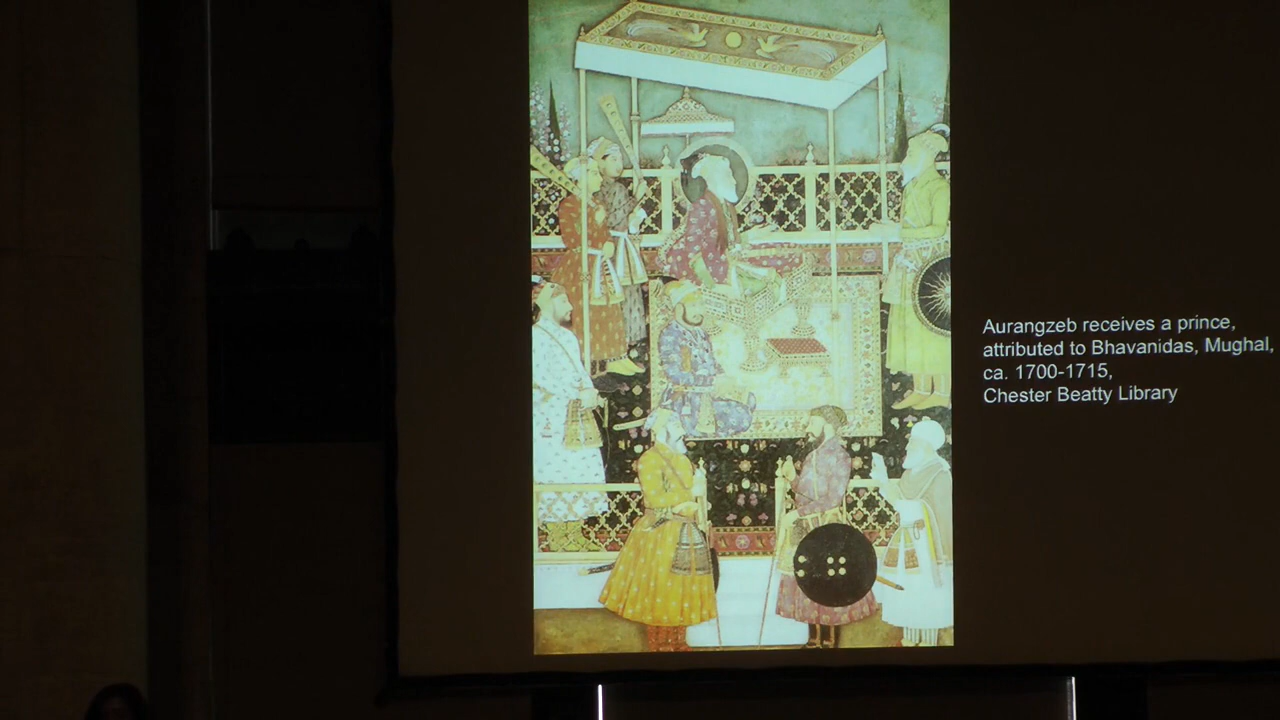 Aurangzeb receives a prince,
attributed to Bhavanidas, Mughal,
ca. 1700-1715,
Chester Beatty Library